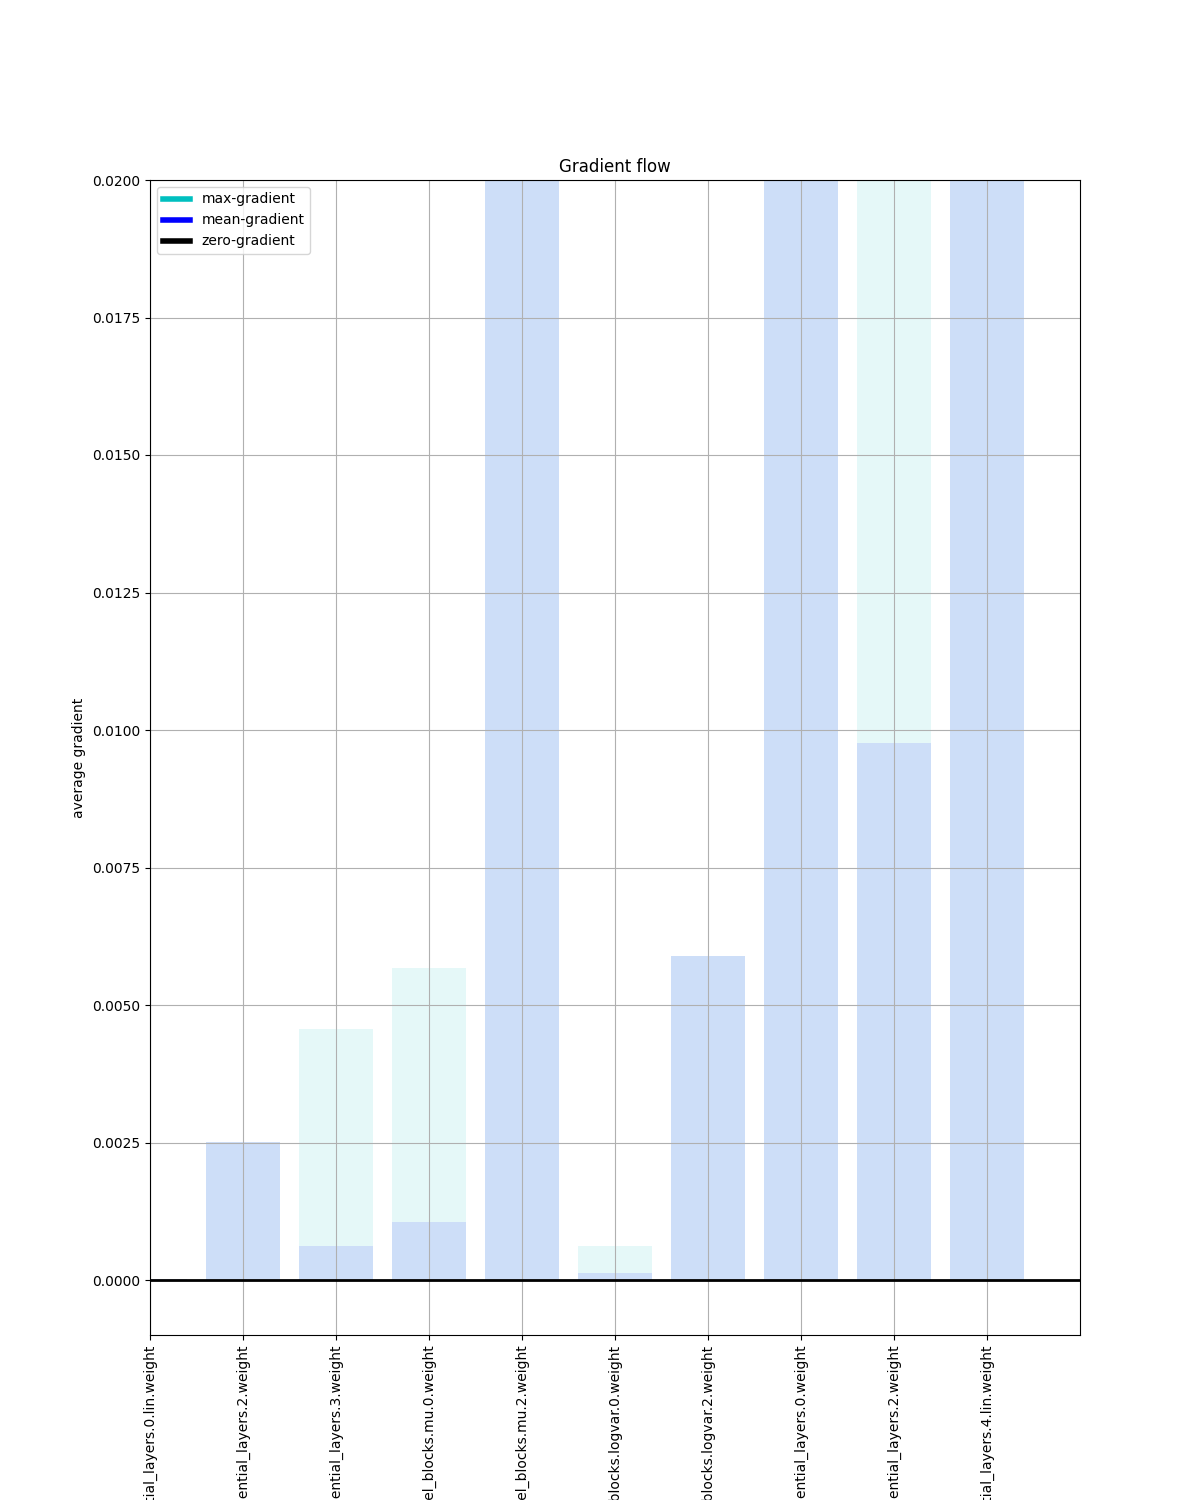 Gradient flow
max-gradient
mean-gradient
zero-gradient
0.0200
0.0175
0.0150
0.0125
0.0100
0.0075
0.0050
0.0025
0.0000
average gradient
tial_layers.0.lin.weight
ential_layers.2.weight
ential_layers.3.weight
el_blocks.mu.0.weight
el_blocks.mu.2.weight
blocks.logvar.0.weight
blocks.logvar.2.weight
ential_layers.0.weight
ential_layers.2.weight
tial_layers.4.lin.weight